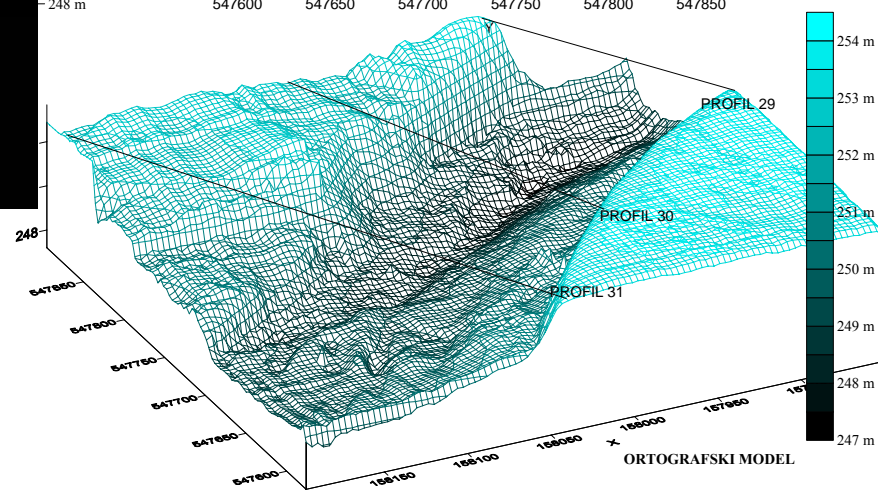 248 m
547600 547650 547700 547750 547800 547850
Y
254 m
PROFIL 29
253 m
252 m
PROFIL 30
251 m
248
250 m
547850
PROFIL 31
547800
249 m
547750
248 m
547700
547650
547600
158150
158100
158050
158000
157950
X
247 m
ORTOGRAFSKI MODEL